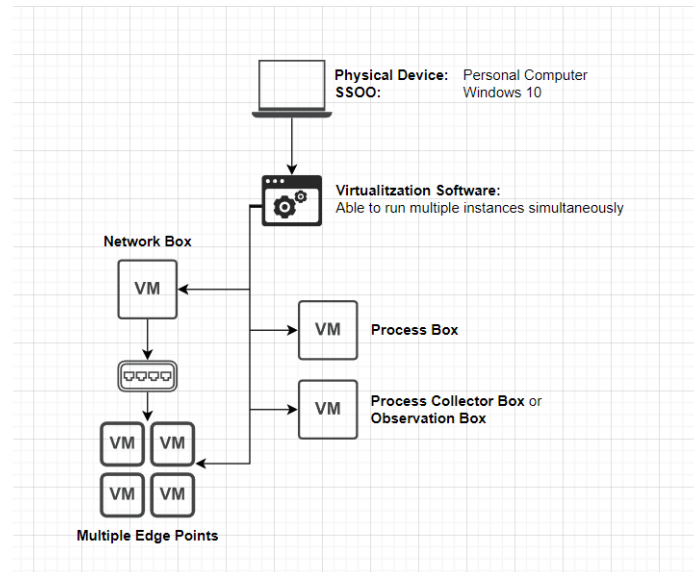 Physical Device: Personal Computer
SSOO: Windows 10
Virtualitzation Software:
Able to run multiple instances simultaneously
Network Box
VM
VM
Process Box
VM
Process Collector Box or
Observation Box
VM VM
VM VM
Multiple Edge Points